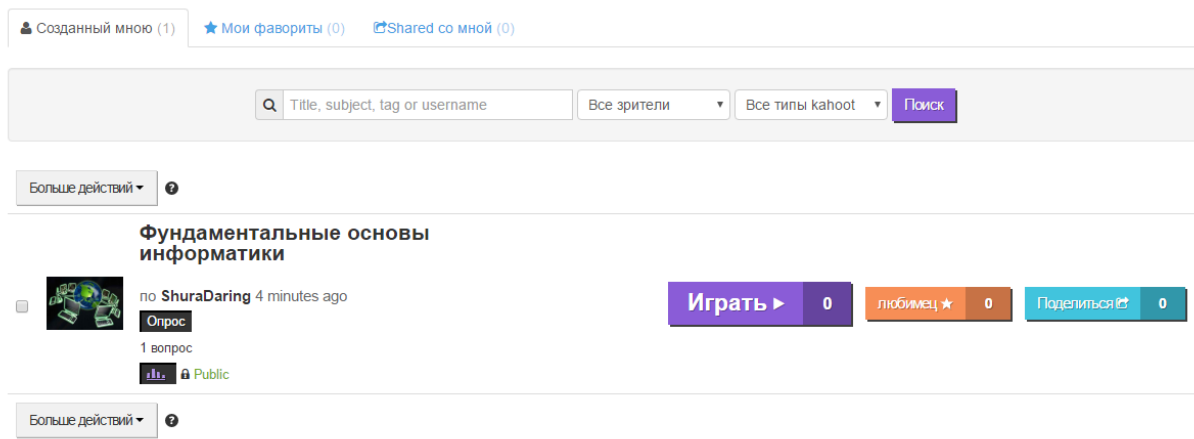 Созданный мною (1) Мои фавориты (0) Shared со мной (0)
Title, subject, tag or username Все зрители Все типы kahoot Поиск
Больше действий
Фундаментальные основы
информатики
по ShuraDaring 4 minutes ago
Играть 0 любимец 0 Поделиться 0
Опрос
1 вопрос
Public
Больше действий